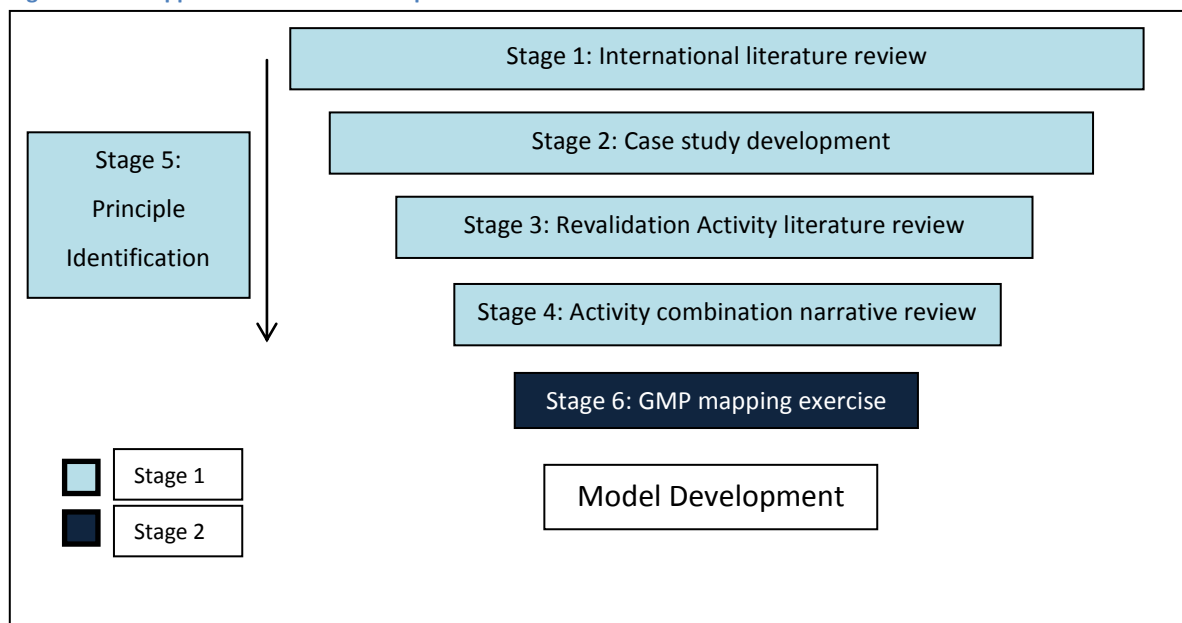 Stage 1: International literature review
Stage 2: Case study development
Stage 5:
Principle
Identification
Stage 3: Revalidation Activity literature review
Stage 4: Activity combination narrative review
Stage 6: GMP mapping exercise
Stage 1
Stage 2
Model Development